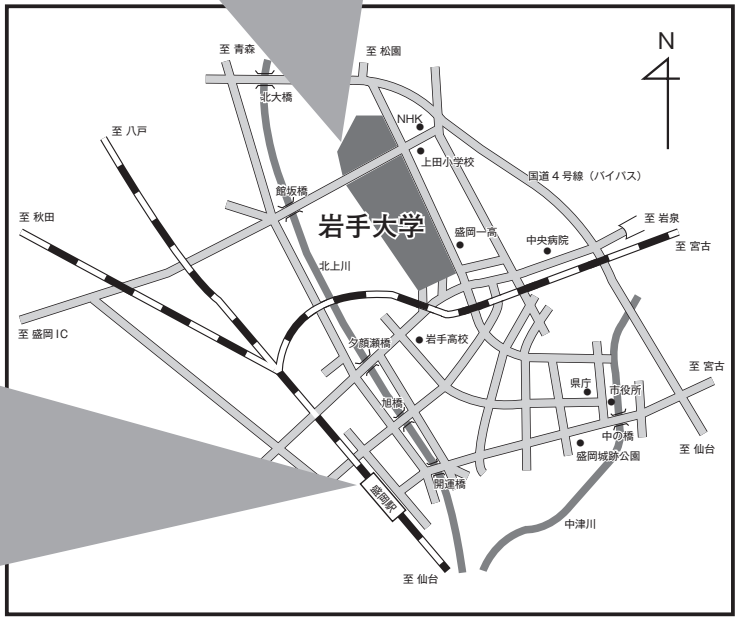 至 青森
至 松園
N
北大橋
NHK
至 八戸
上田小学校
国道４号線（バイパス）
館坂橋
至 秋田
岩手大学
盛岡一高
至 岩泉
中央病院
至 宮古
北上川
至 盛岡IC
夕顔瀬橋
岩手高校
至 宮古
県庁
市役所
旭橋
中の橋
至 仙台
盛岡城跡公園
開運橋
盛岡駅
中津川
至 仙台